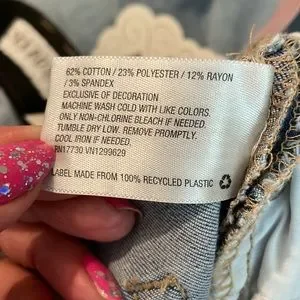 62% COTTON / 23% POLYESTER / 12% RAYON
/ 3% SPANDEX
EXCLUSIVE OF DECORATION
MACHINE WASH COLD WITH LIKE COLORS.
ONLY NON-CHLORINE BLEACH IF NEEDED.
TUMBLE DRY LOW. REMOVE PROMPTLY.
COOL IRON IF NEEDED.
RN17730 VN1299629
LABEL MADE FROM 100% RECYCLED PLASTIC